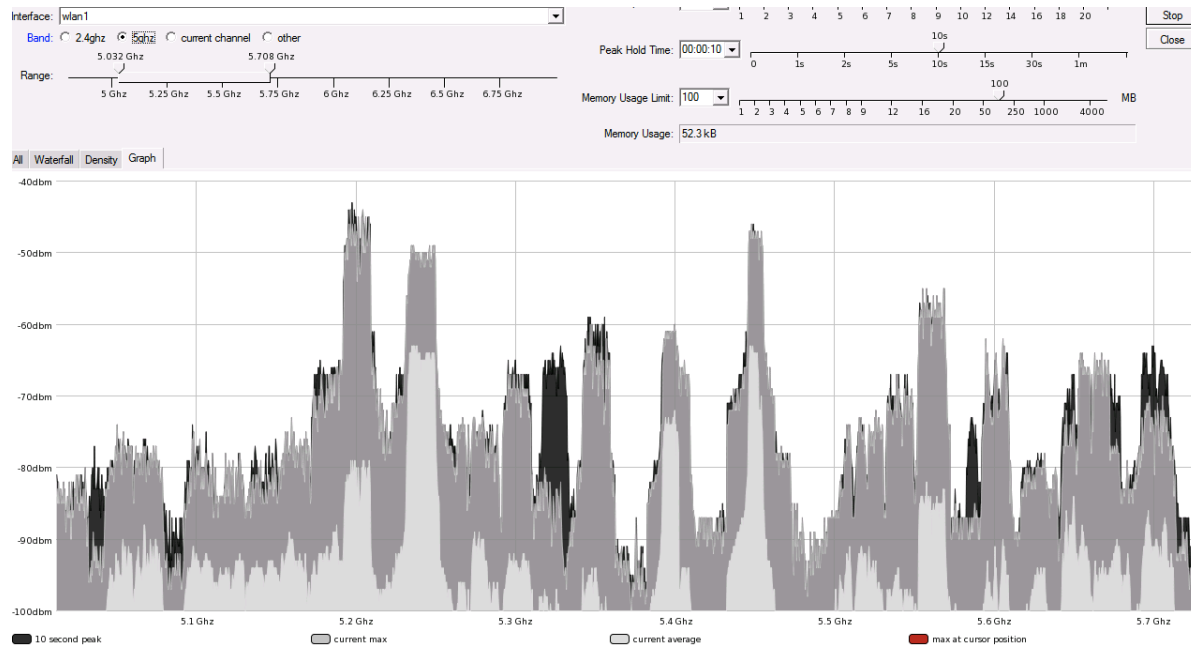 Interface: wlan1
Band: 2.4ghz 5ghz current channel other
5.032 Ghz 5.708 Ghz
Range:
5 Ghz 5.25 Ghz 5.5 Ghz 5.75 Ghz 6 Ghz 6.25 Ghz 6.5 Ghz 6.75 Ghz
1 2 3 4 5 6 7 8 9 10 12 14 16 18 20
Stop
Close
10s
Peak Hold Time: 00:00:10
0 1s 2s 5s 10s 15s 30s 1m
100
Memory Usage Limit: 100 MB
1 2 3 4 5 6 7 8 9 12 16 20 50 250 1000 4000
Memory Usage: 52.3 kB
All Waterfall Density Graph
-40dbm
-50dbm
-60dbm
-70dbm
-80dbm
-90dbm
-100dbm
5.1 Ghz 5.2 Ghz 5.3 Ghz 5.4 Ghz 5.5 Ghz 5.6 Ghz 5.7 Ghz
10 second peak current max current average max at cursor position